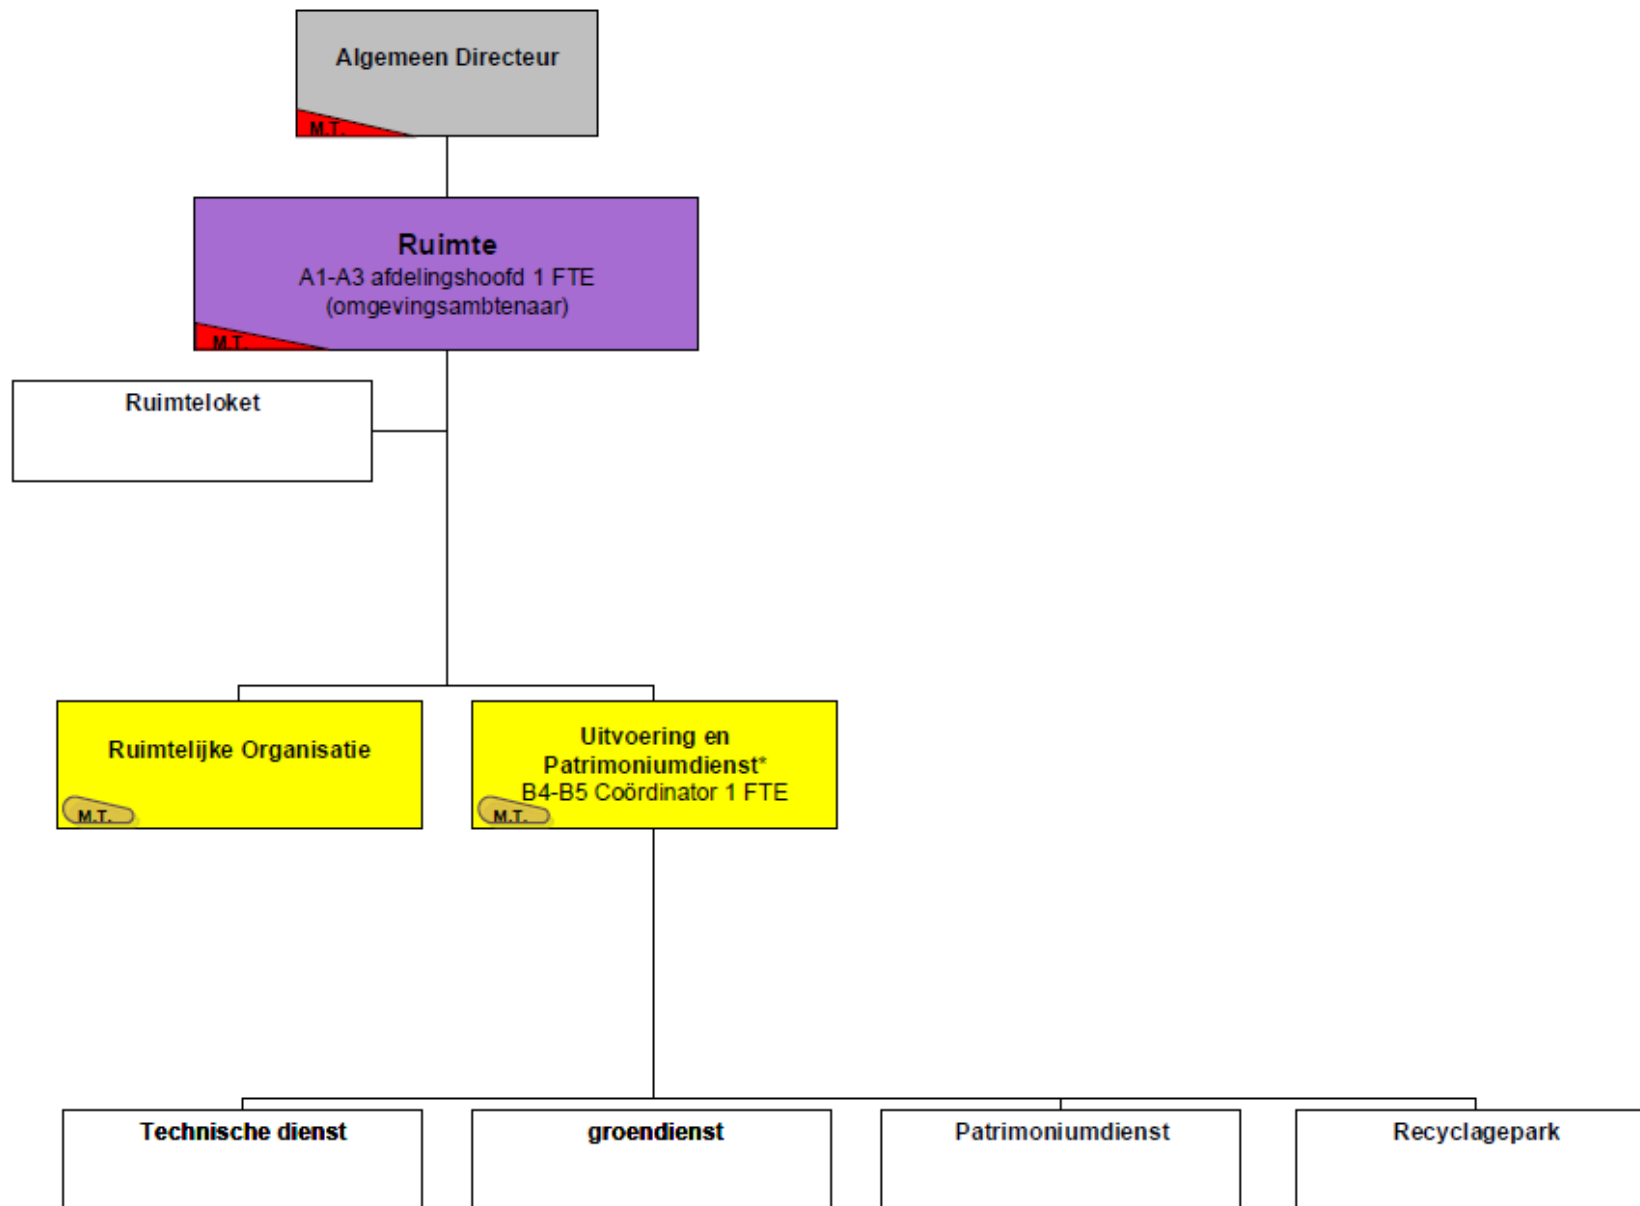 Algemeen Directeur
M.T.
Ruimte
A1-A3 afdelingshoofd 1 FTE
(omgevingsambtenaar)
M.T.
Ruimteloket
Ruimtelijke Organisatie
M.T.
Uitvoering en
Patrimoniumdienst*
B4-B5 Coördinator 1 FTE
M.T.
Technische dienst
groendienst
Patrimoniumdienst
Recyclagepark